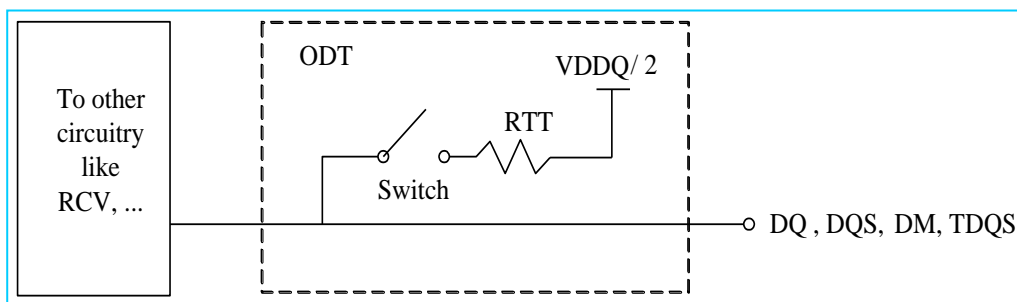 ODT
VDDQ/ 2
To other
circuitry
like
RCV, ...
RTT
Switch
DQ , DQS, DM, TDQS